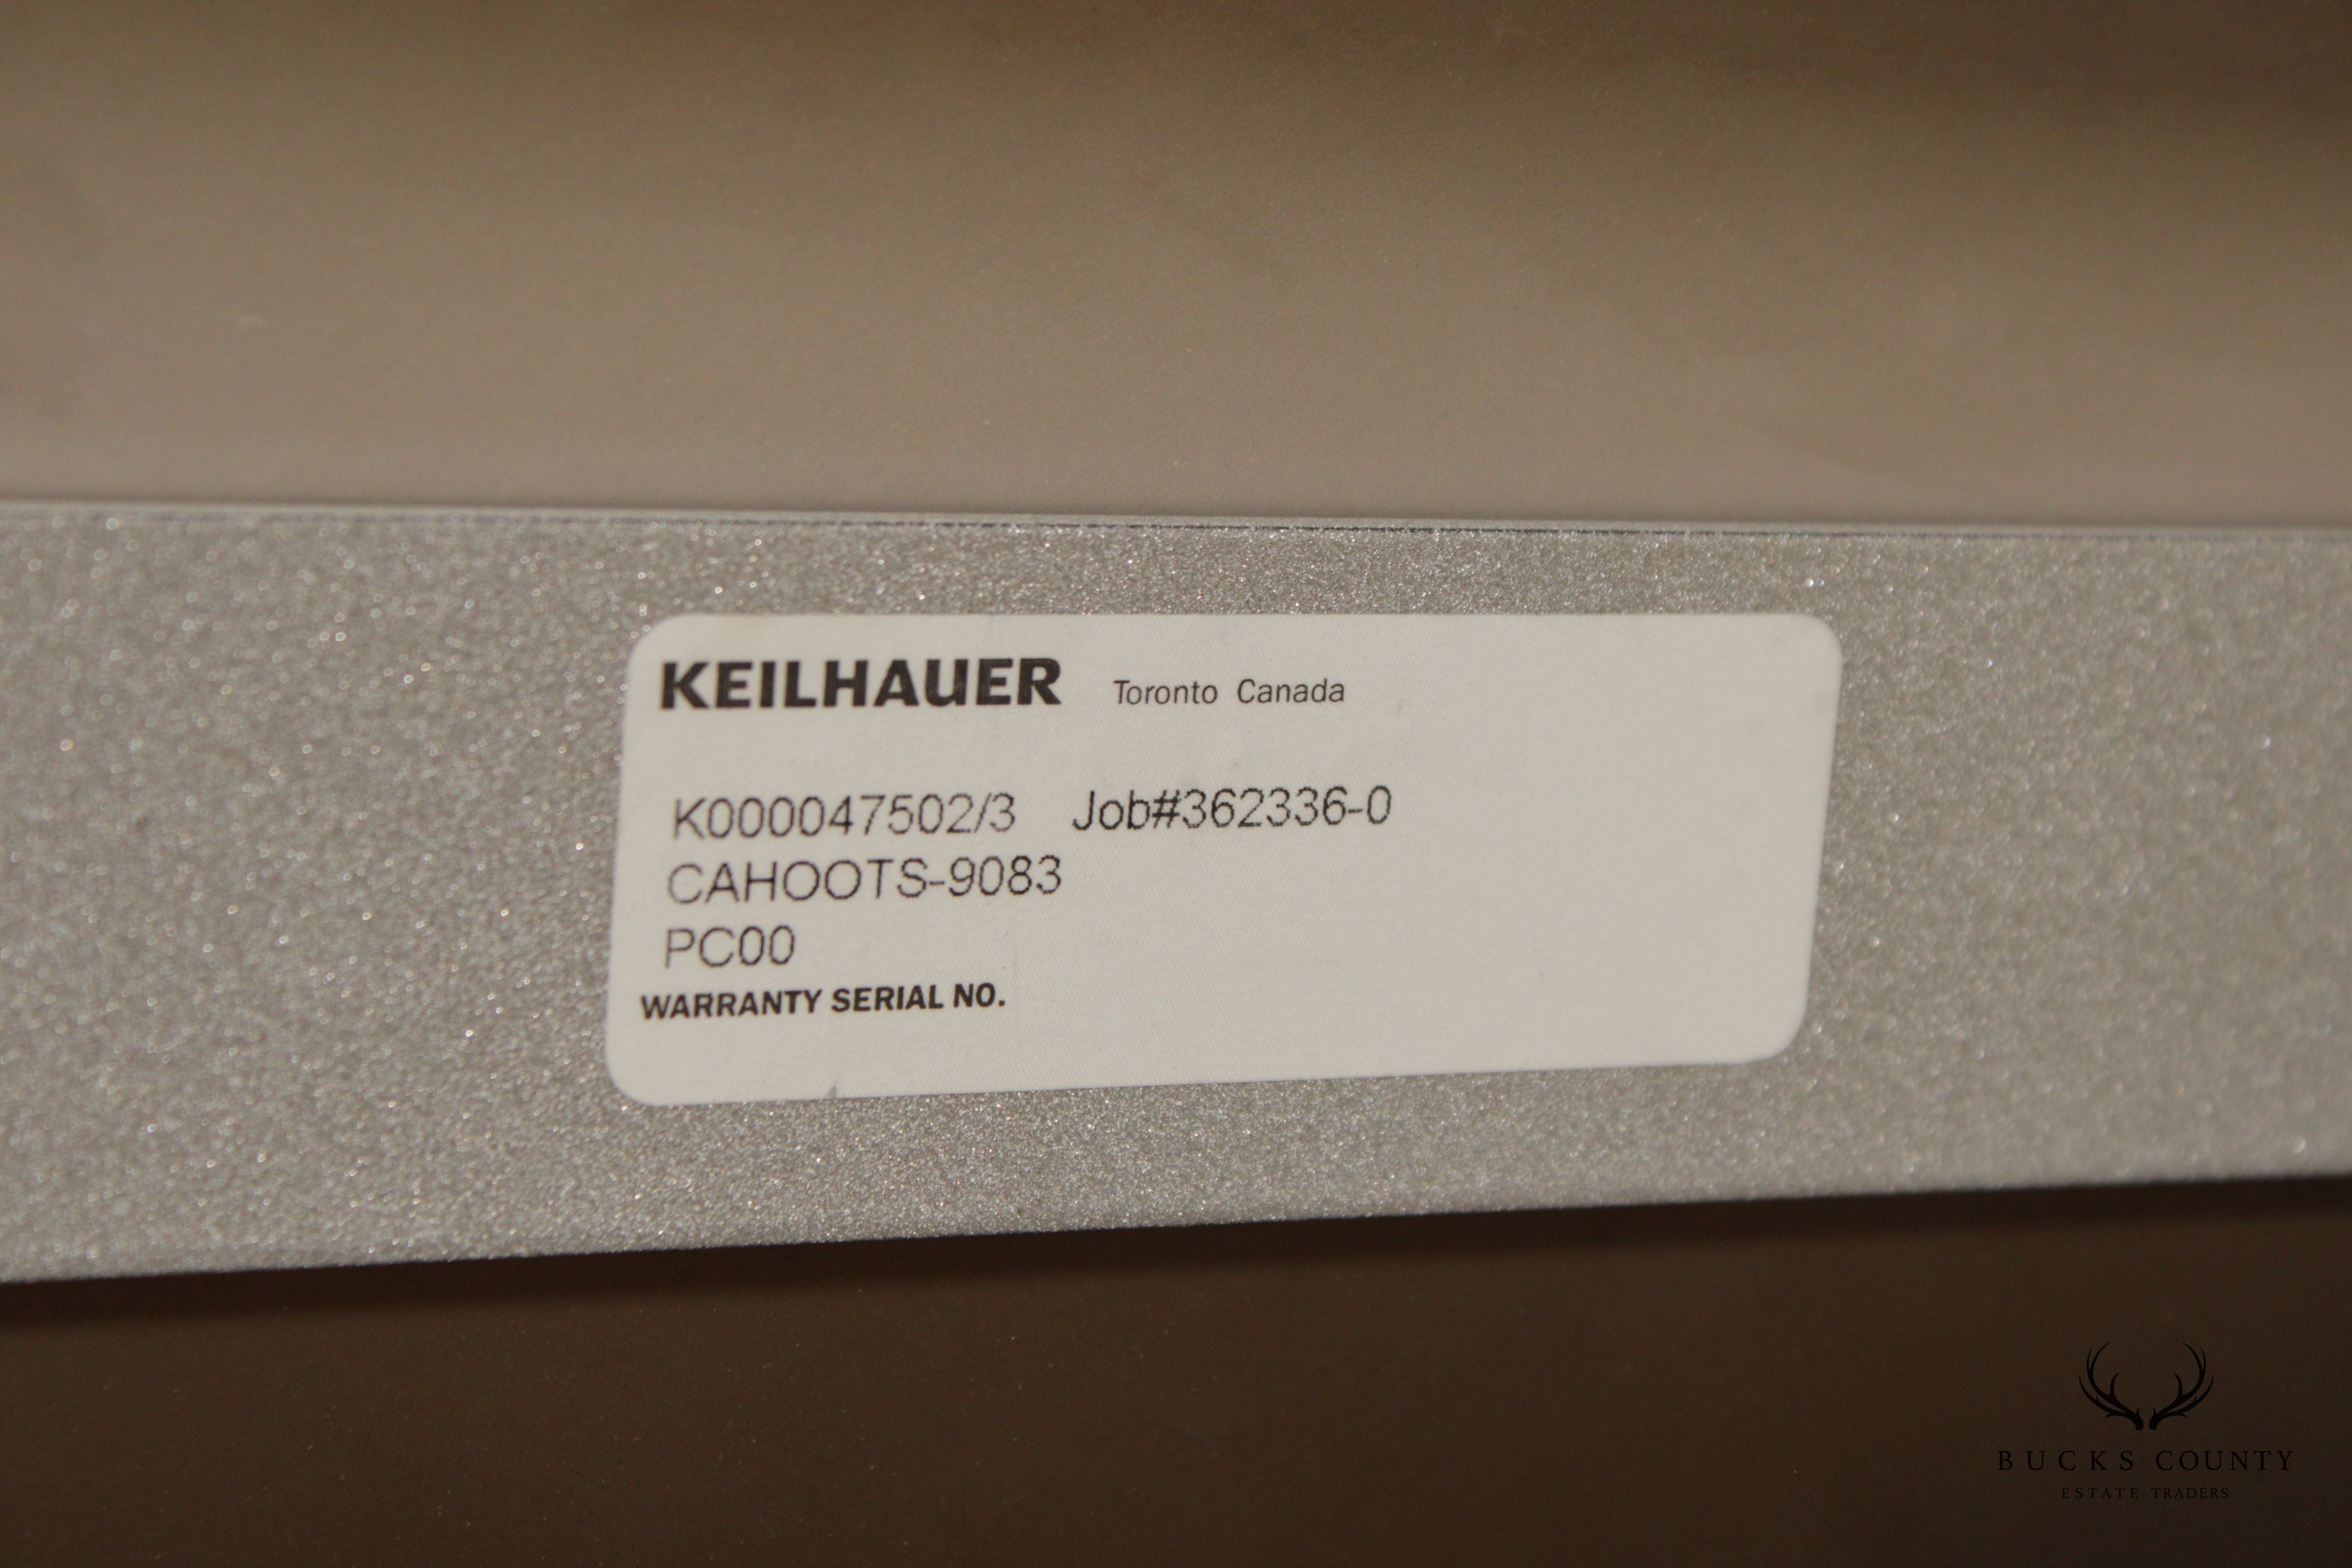 KEILHAUER Toronto Canada
K000047502/3 Job#362336-0
CAHOOTS-9083
PC00
WARRANTY SERIAL NO.
BUCKS COUNTY
ESTATE TRADERS